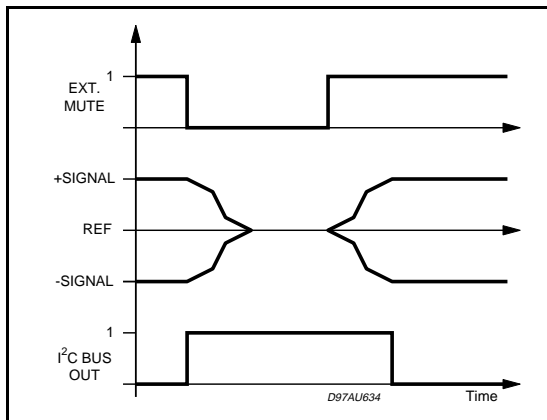 1
EXT.
MUTE
+SIGNAL
REF
-SIGNAL
1
I²C BUS
OUT
D97AU634
Time